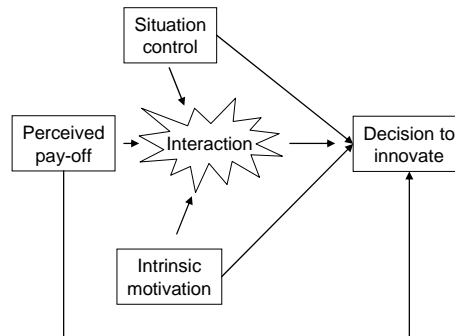 Situation
control
Perceived
pay-off
Interaction
Decision to
innovate
Intrinsic
motivation